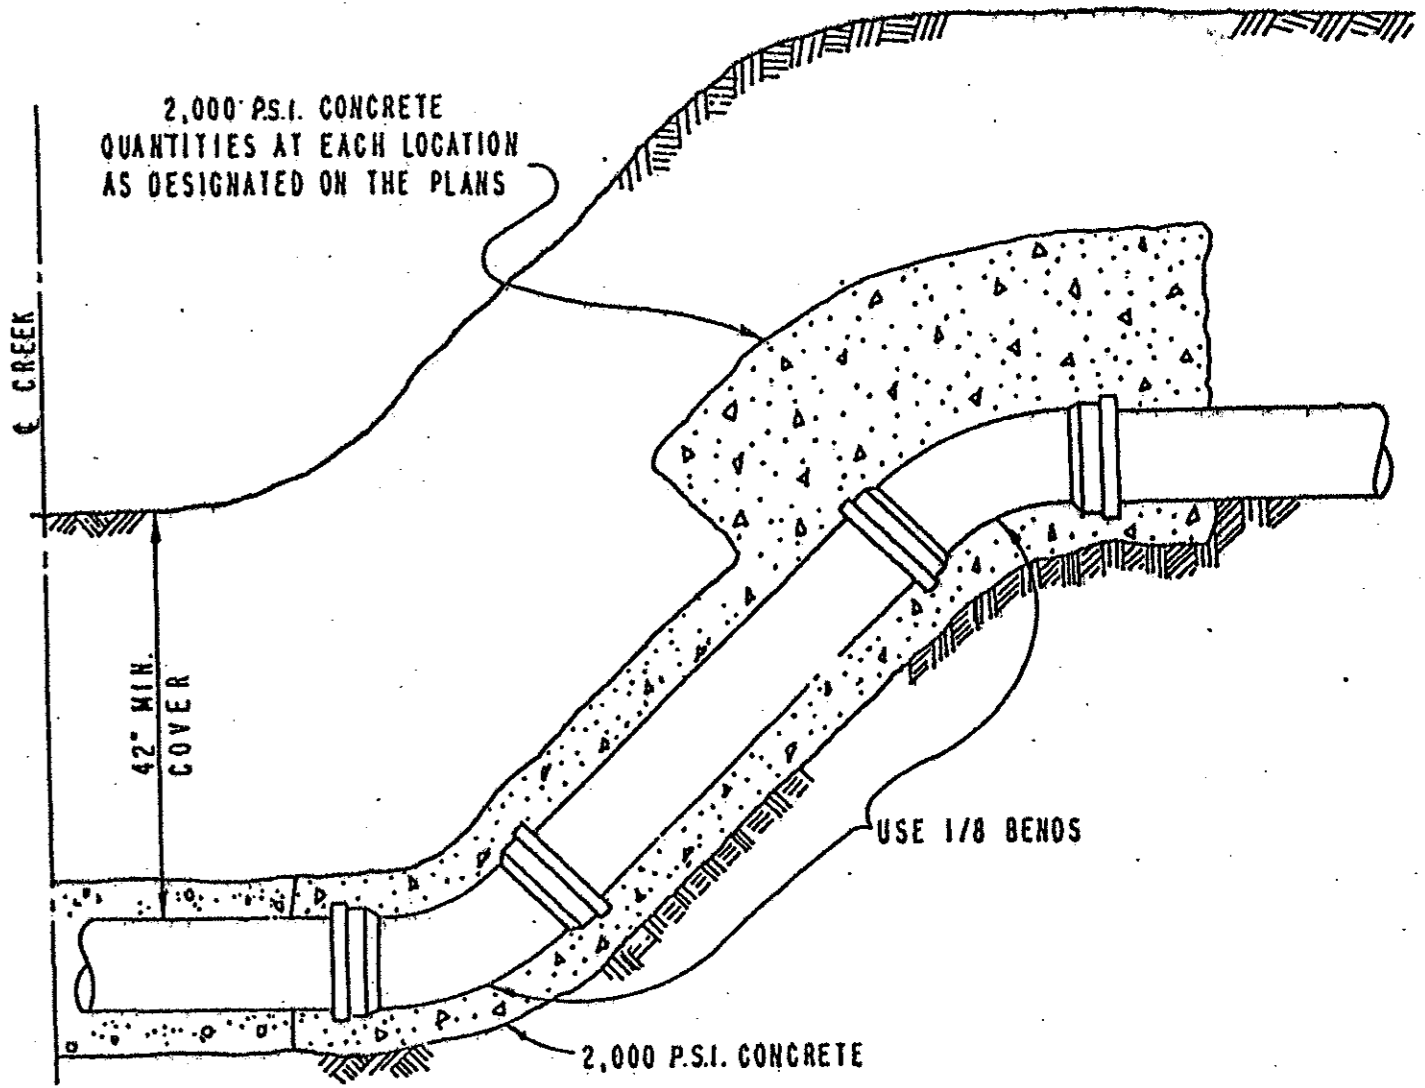 2,000 P.S.I. CONCRETE
QUANTITIES AT EACH LOCATION
AS DESIGNATED ON THE PLANS
℄ CREEK
42" MIN.
COVER
USE 1/8 BENDS
2,000 P.S.I. CONCRETE